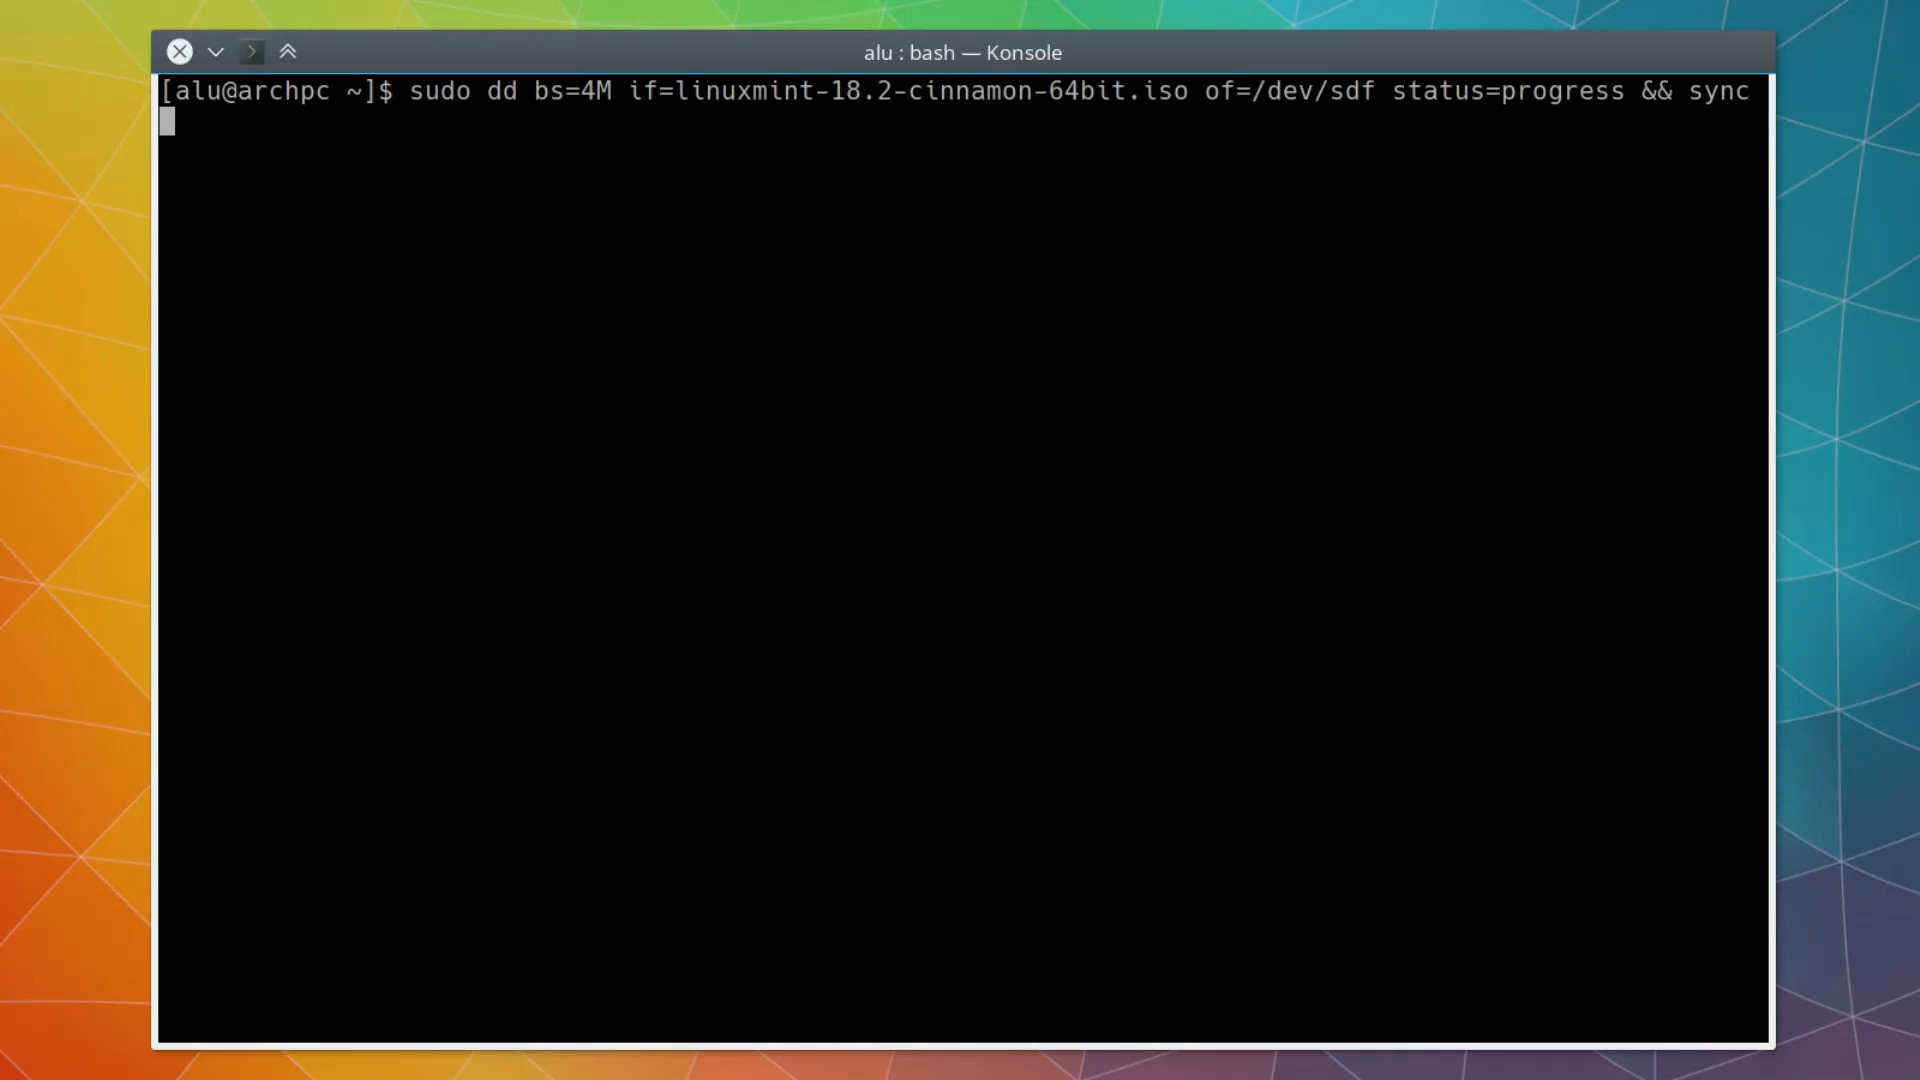 alu : bash — Konsole
[alu@archpc ~]$ sudo dd bs=4M if=linuxmint-18.2-cinnamon-64bit.iso of=/dev/sdf status=progress && sync